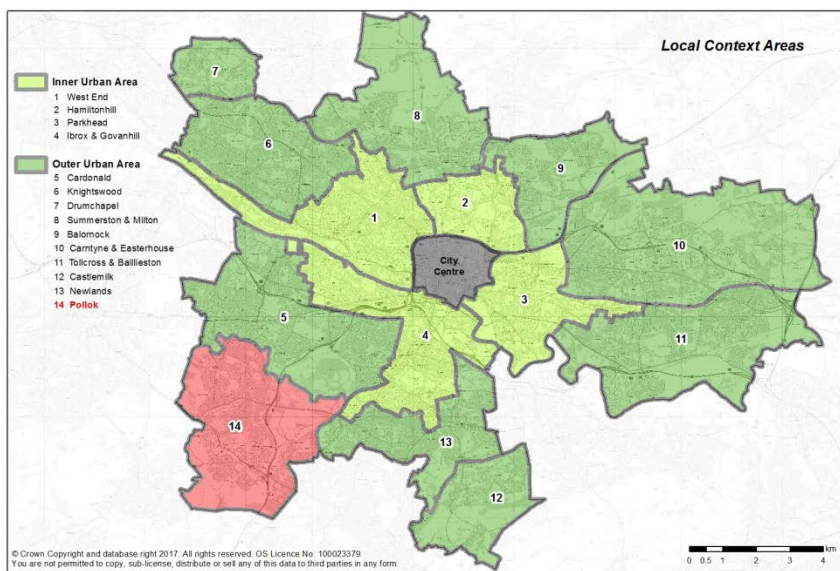 Local Context Areas
Inner Urban Area
1 West End
2 Hamiltonhill
3 Parkhead
4 Ibrox & Govanhill
Outer Urban Area
5 Cardonald
6 Knightswood
7 Drumchapel
8 Summerston & Milton
9 Balornock
10 Carntyne & Easterhouse
11 Tollcross & Baillieston
12 Castlemilk
13 Newlands
14 Pollok
7
8
6
9
2
1
10
City
Centre
3
5
4
11
14
13
12
© Crown Copyright and database right 2017. All rights reserved. OS Licence No. 100023379.
You are not permitted to copy, sub-license, distribute or sell any of this data to third parties in any form.
km
0 0.5 1 2 3 4